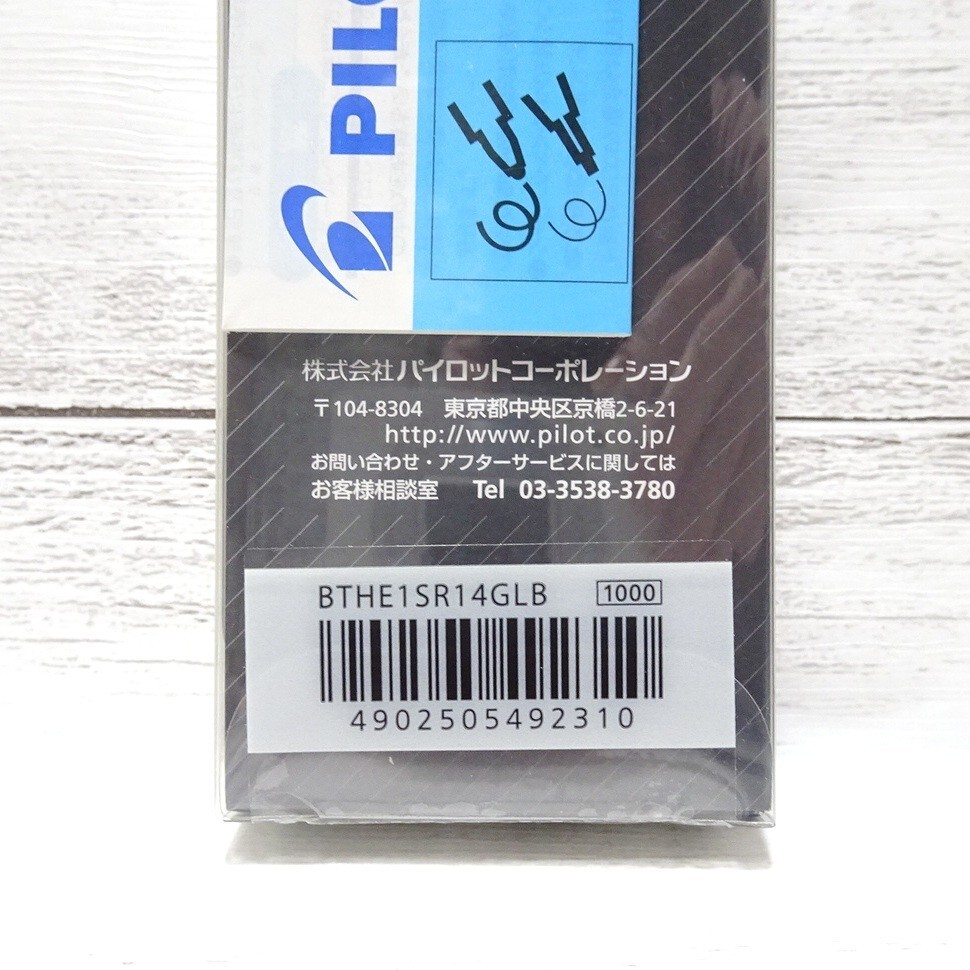 PILO
株式会社パイロットコーポレーション
〒104-8304 東京都中央区京橋2-6-21
http://www.pilot.co.jp/
お問い合わせ・アフターサービスに関しては
お客様相談室 Tel 03-3538-3780
BTHE1SR14GLB 1000
4902505492310